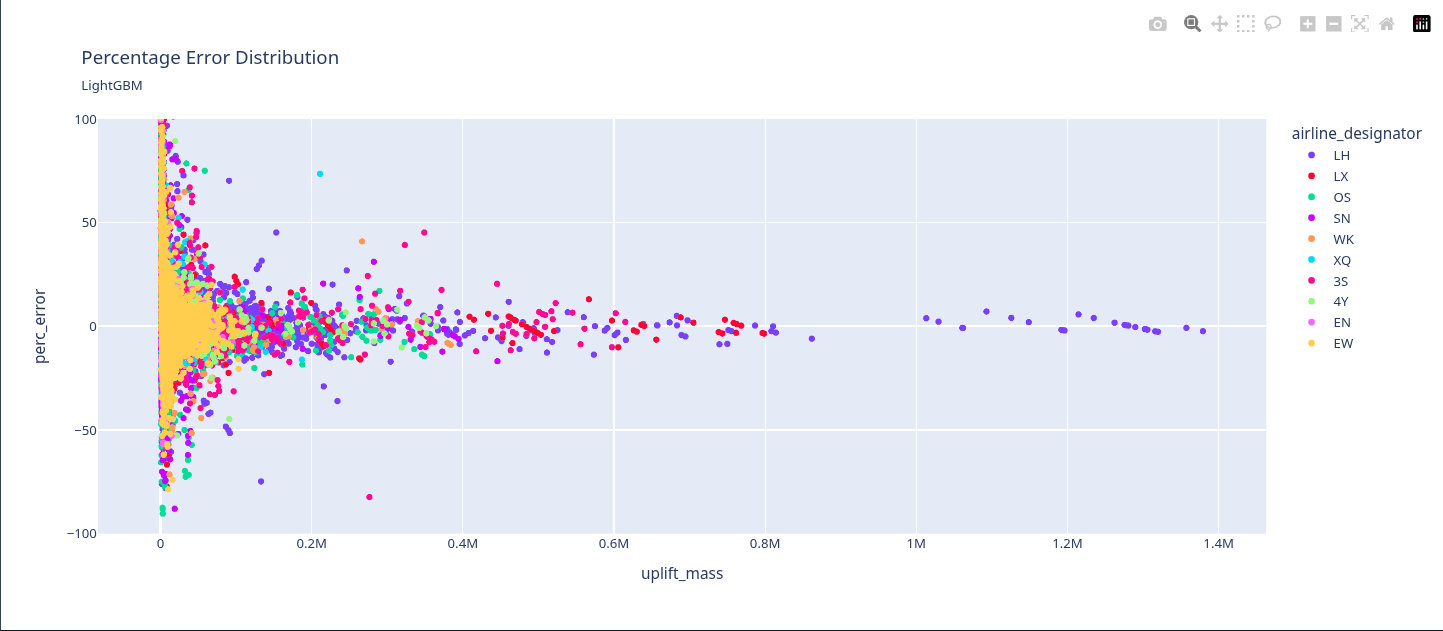 Percentage Error Distribution
LightGBM
perc_error
100
50
0
−50
−100
0
0.2M
0.4M
0.6M
0.8M
1M
1.2M
1.4M
uplift_mass
airline_designator
LH
LX
OS
SN
WK
XQ
3S
4Y
EN
EW